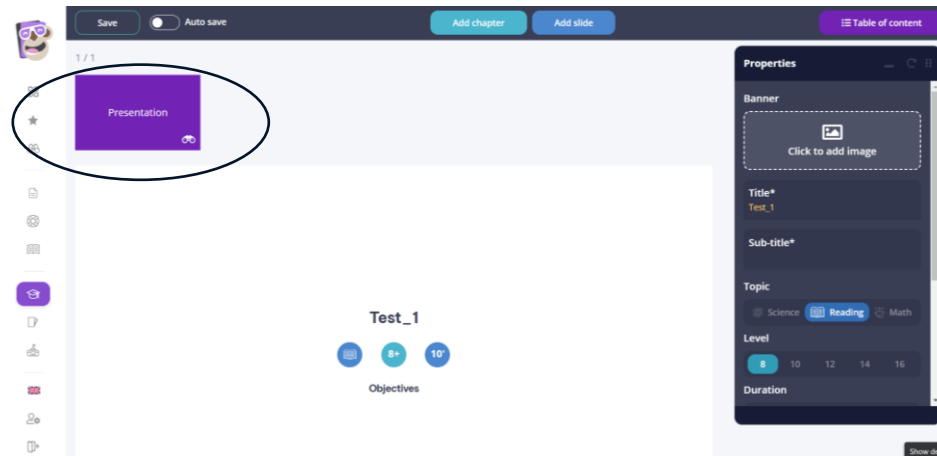 Save
Auto save
Add chapter
Add slide
Table of content
1 / 1
Presentation
Properties
Banner
Click to add image
Title*
Test_1
Sub-title*
Topic
Science
Reading
Math
Level
8
10
12
14
16
Duration
Test_1
8+
10'
Objectives